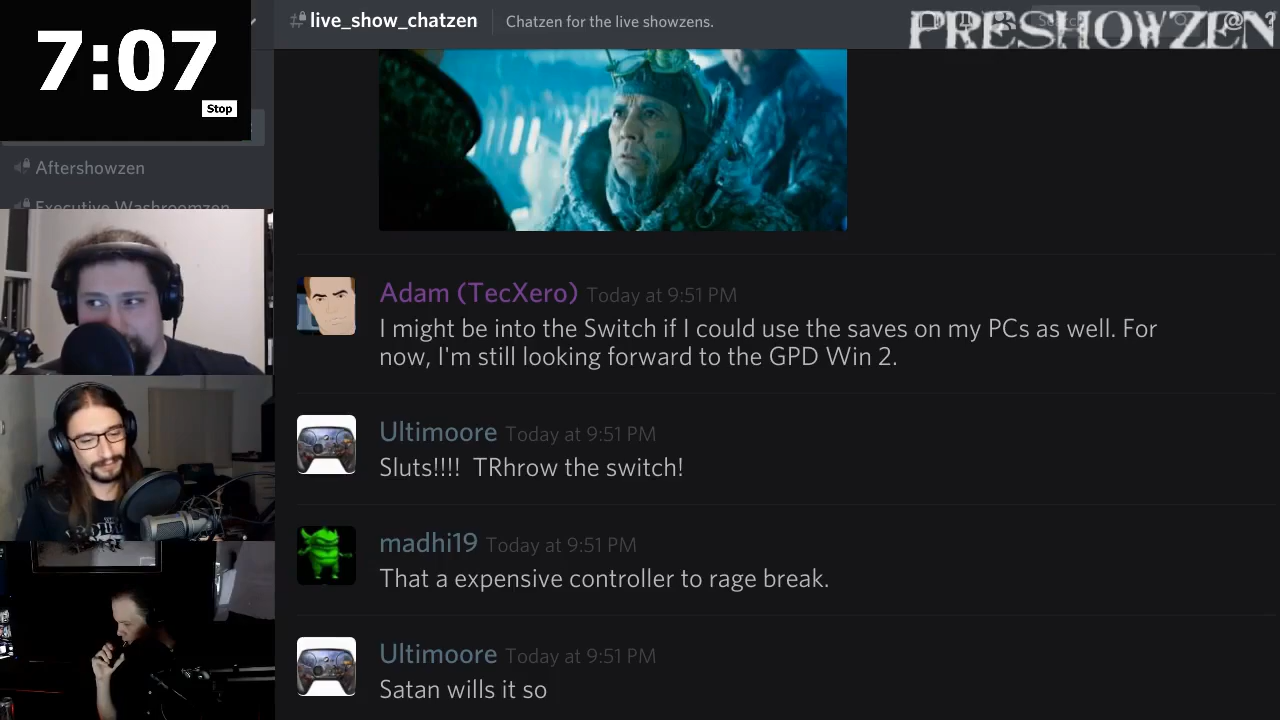 7:07
Stop
live_show_chatzen
Chatzen for the live showzens.
PRESHOWZEN
Aftershowzen
Executive Washroomzen
Adam (TecXero) Today at 9:51 PM
I might be into the Switch if I could use the saves on my PCs as well. For
now, I'm still looking forward to the GPD Win 2.
Ultimoore Today at 9:51 PM
Sluts!!!!  TRhrow the switch!
madhi19 Today at 9:51 PM
That a expensive controller to rage break.
Ultimoore Today at 9:51 PM
Satan wills it so